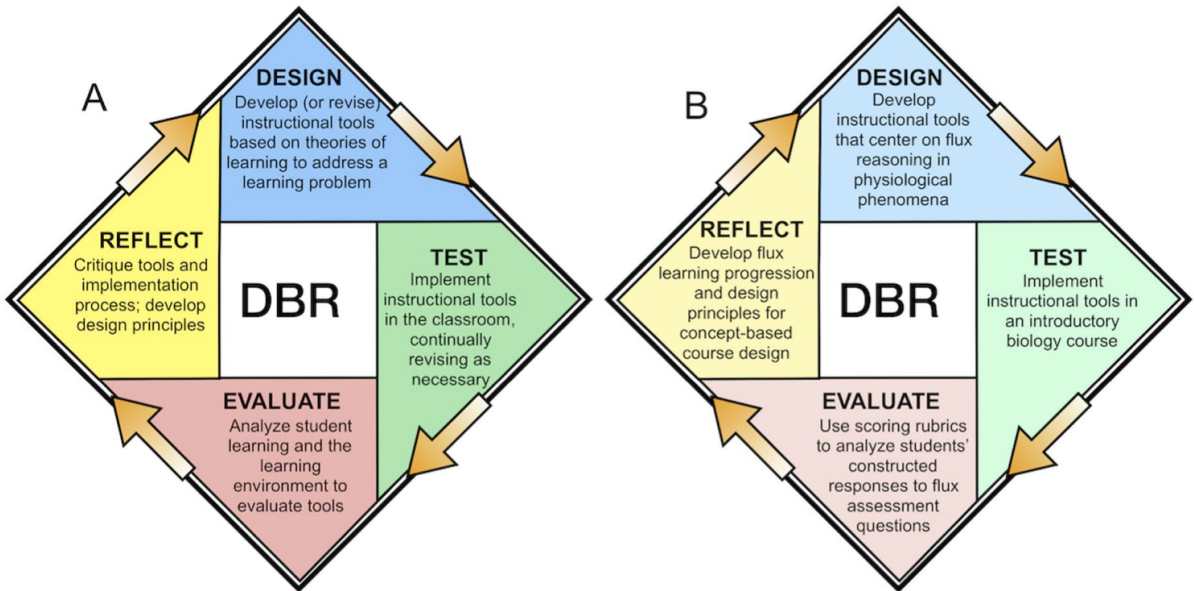 A
DESIGN
Develop (or revise)
instructional tools
based on theories of
learning to address a
learning problem
REFLECT
Critique tools and
implementation
process; develop
design principles
DBR
TEST
Implement
instructional tools
in the classroom,
continually
revising as
necessary
EVALUATE
Analyze student
learning and the
learning
environment to
evaluate tools
B
DESIGN
Develop
instructional tools
that center on flux
reasoning in
physiological
phenomena
REFLECT
Develop flux
learning progression
and design
principles for
concept-based
course design
DBR
TEST
Implement
instructional tools in
an introductory
biology course
EVALUATE
Use scoring rubrics
to analyze students’
constructed
responses to flux
assessment
questions